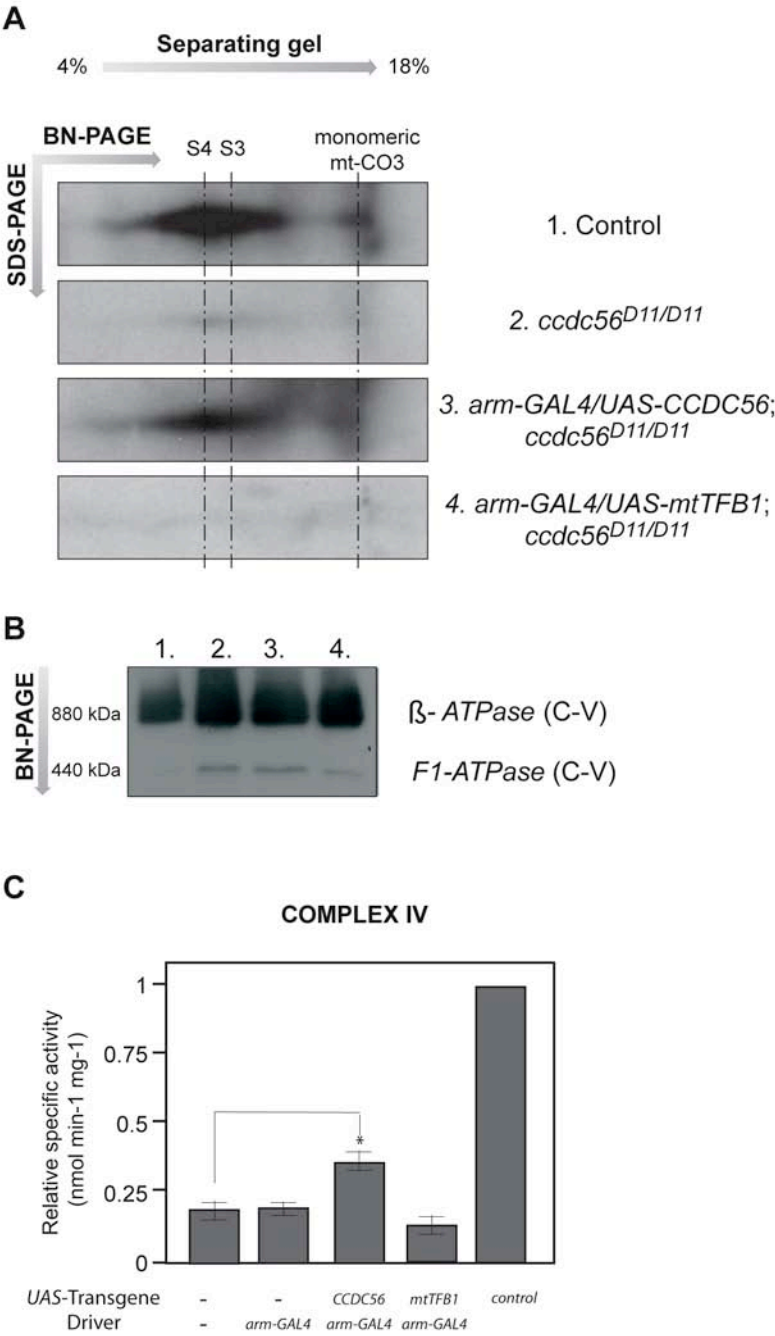 A
Separating gel
4% 18%
BN-PAGE
S4 S3
monomeric
mt-CO3
SDS-PAGE
1. Control
2. ccdc56D11/D11
3. arm-GAL4/UAS-CCDC56;
ccdc56D11/D11
4. arm-GAL4/UAS-mtTFB1;
ccdc56D11/D11
B
1. 2. 3. 4.
BN-PAGE
880 kDa
ß- ATPase (C-V)
440 kDa
F1-ATPase (C-V)
C
COMPLEX IV
Relative specific activity
(nmol min-1 mg-1)
1
0.75
0.5
0.25
0
*
UAS-Transgene - - CCDC56 mtTFB1 control
Driver - arm-GAL4 arm-GAL4 arm-GAL4